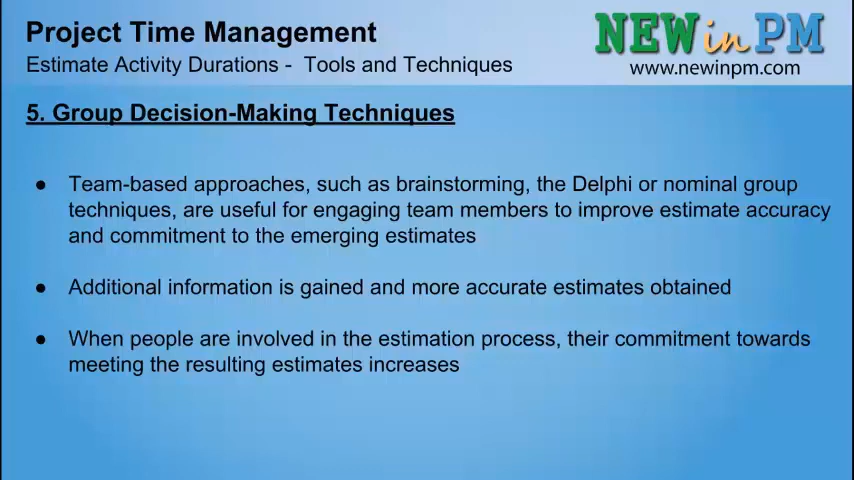 Project Time Management
Estimate Activity Durations - Tools and Techniques
NEW in PM
www.newinpm.com
5. Group Decision-Making Techniques
● Team-based approaches, such as brainstorming, the Delphi or nominal group
techniques, are useful for engaging team members to improve estimate accuracy
and commitment to the emerging estimates
● Additional information is gained and more accurate estimates obtained
● When people are involved in the estimation process, their commitment towards
meeting the resulting estimates increases